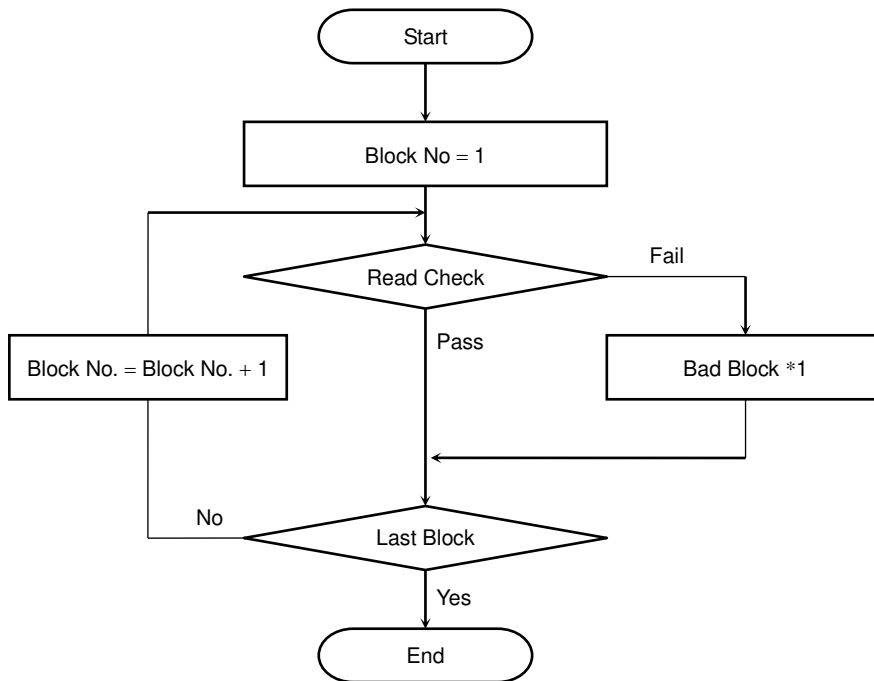 Start
Block No = 1
Read Check
Fail
Pass
Block No. = Block No. + 1
Bad Block *1
No
Last Block
Yes
End